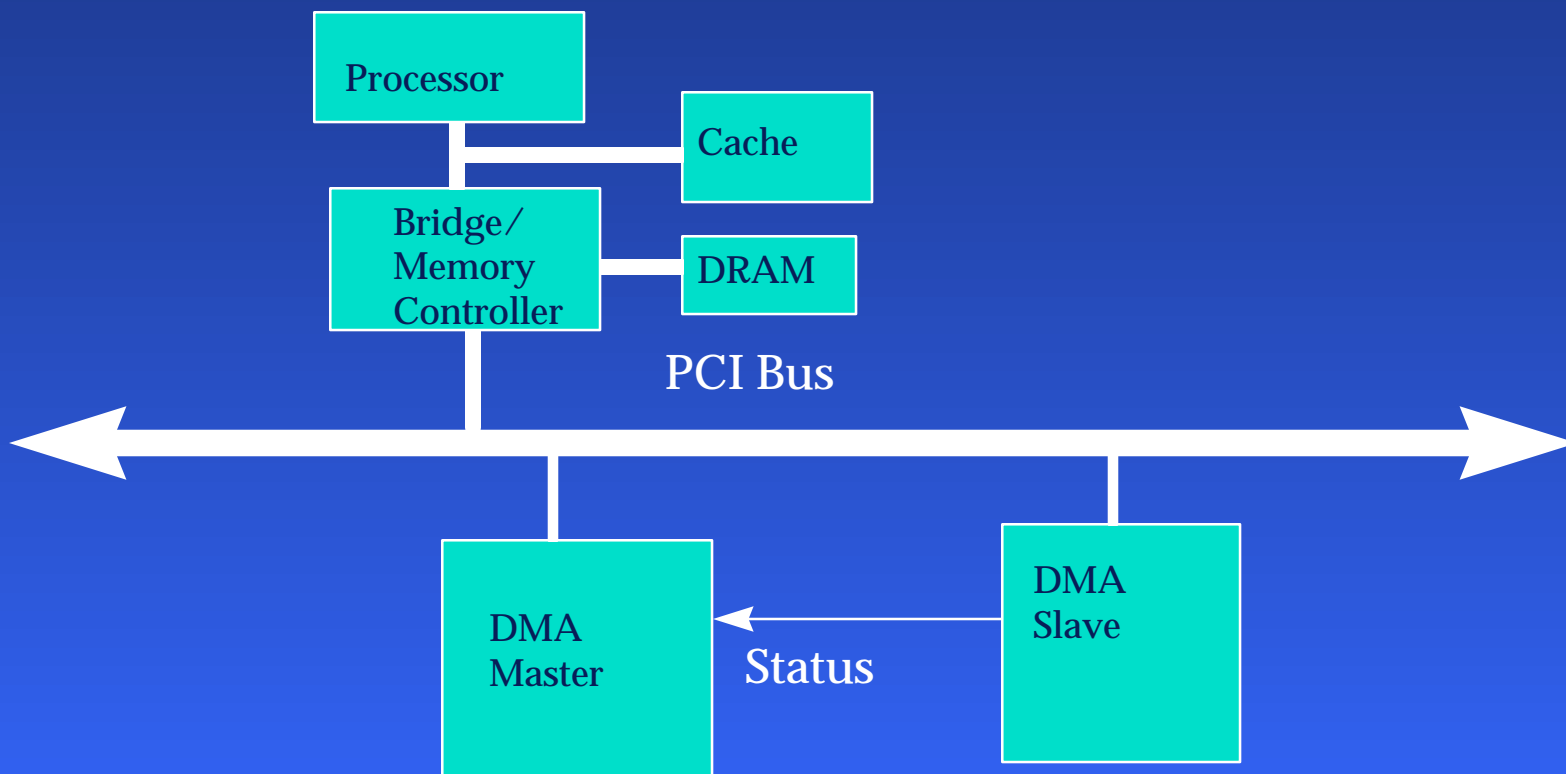 Processor
Cache
Bridge/
Memory
Controller
DRAM
PCI Bus
DMA
Master
Status
DMA
Slave